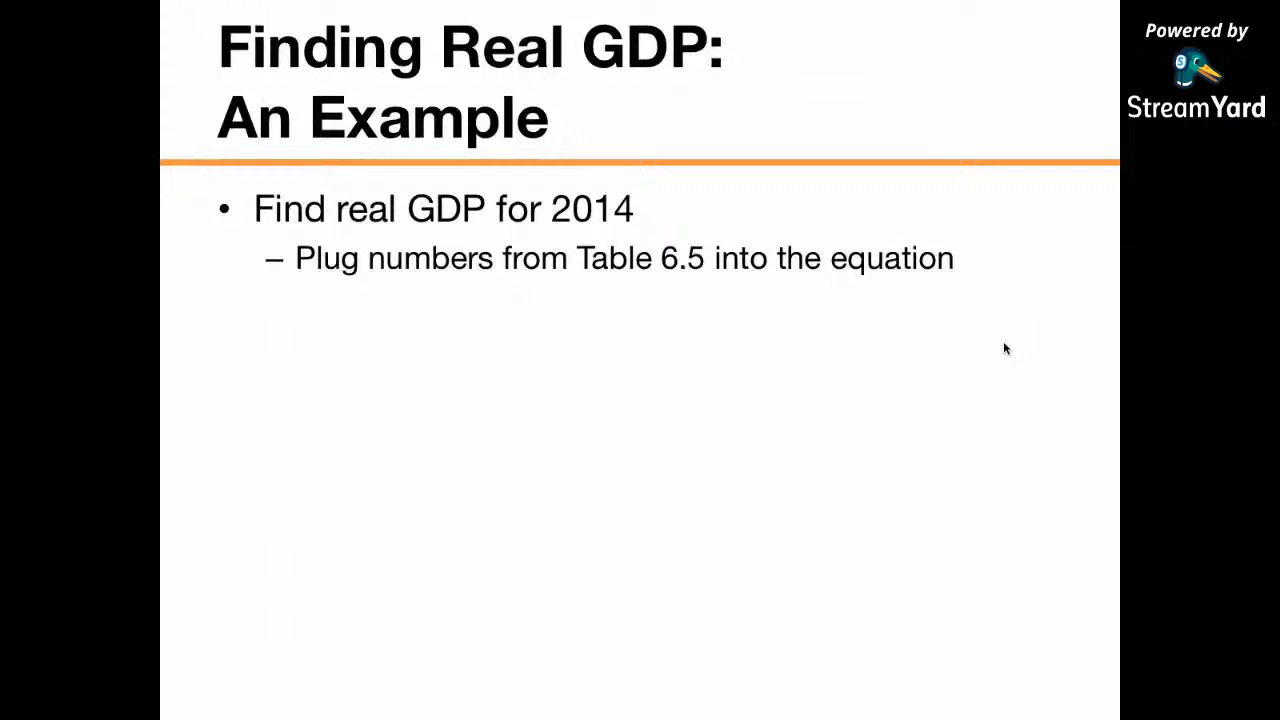 Finding Real GDP:
An Example
• Find real GDP for 2014
– Plug numbers from Table 6.5 into the equation
Powered by
StreamYard